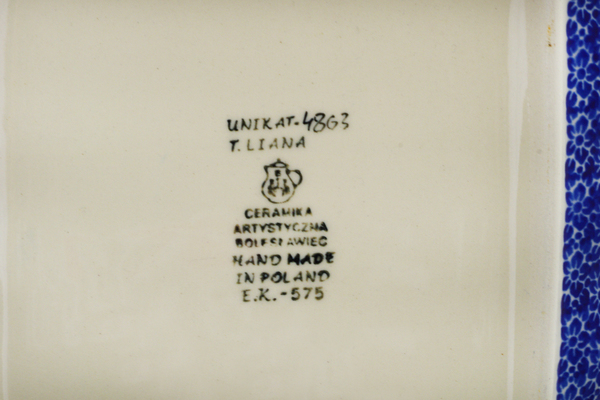 UNIKAT-4863
T. LIANA
CERAMIKA
ARTYSTYCZNA
BOLESŁAWIEC
HAND MADE
IN POLAND
E.K.-575